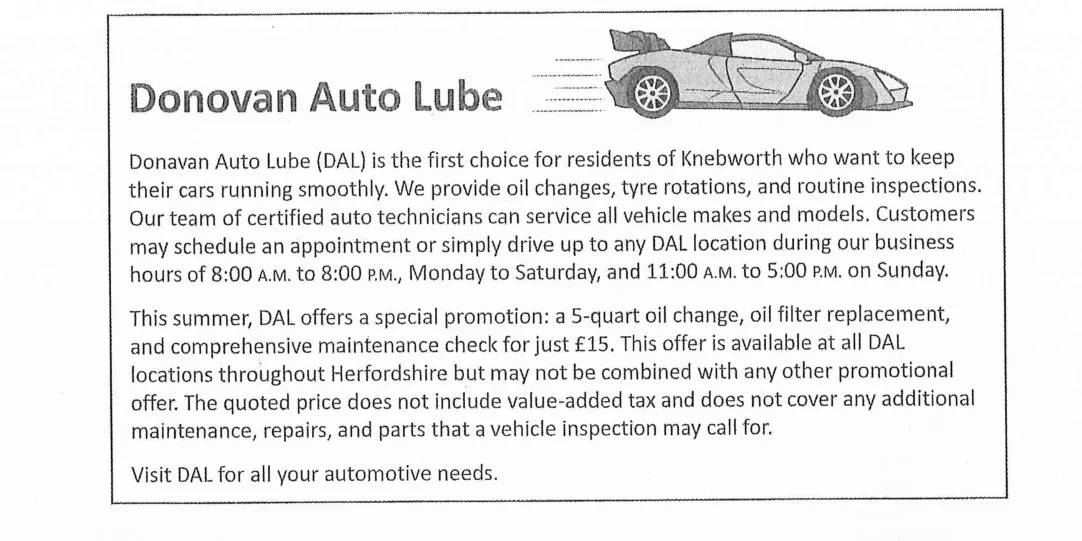 Donovan Auto Lube
Donavan Auto Lube (DAL) is the first choice for residents of Knebworth who want to keep
their cars running smoothly. We provide oil changes, tyre rotations, and routine inspections.
Our team of certified auto technicians can service all vehicle makes and models. Customers
may schedule an appointment or simply drive up to any DAL location during our business
hours of 8:00 A.M. to 8:00 P.M., Monday to Saturday, and 11:00 A.M. to 5:00 P.M. on Sunday.
This summer, DAL offers a special promotion: a 5-quart oil change, oil filter replacement,
and comprehensive maintenance check for just £15. This offer is available at all DAL
locations throughout Herfordshire but may not be combined with any other promotional
offer. The quoted price does not include value-added tax and does not cover any additional
maintenance, repairs, and parts that a vehicle inspection may call for.
Visit DAL for all your automotive needs.